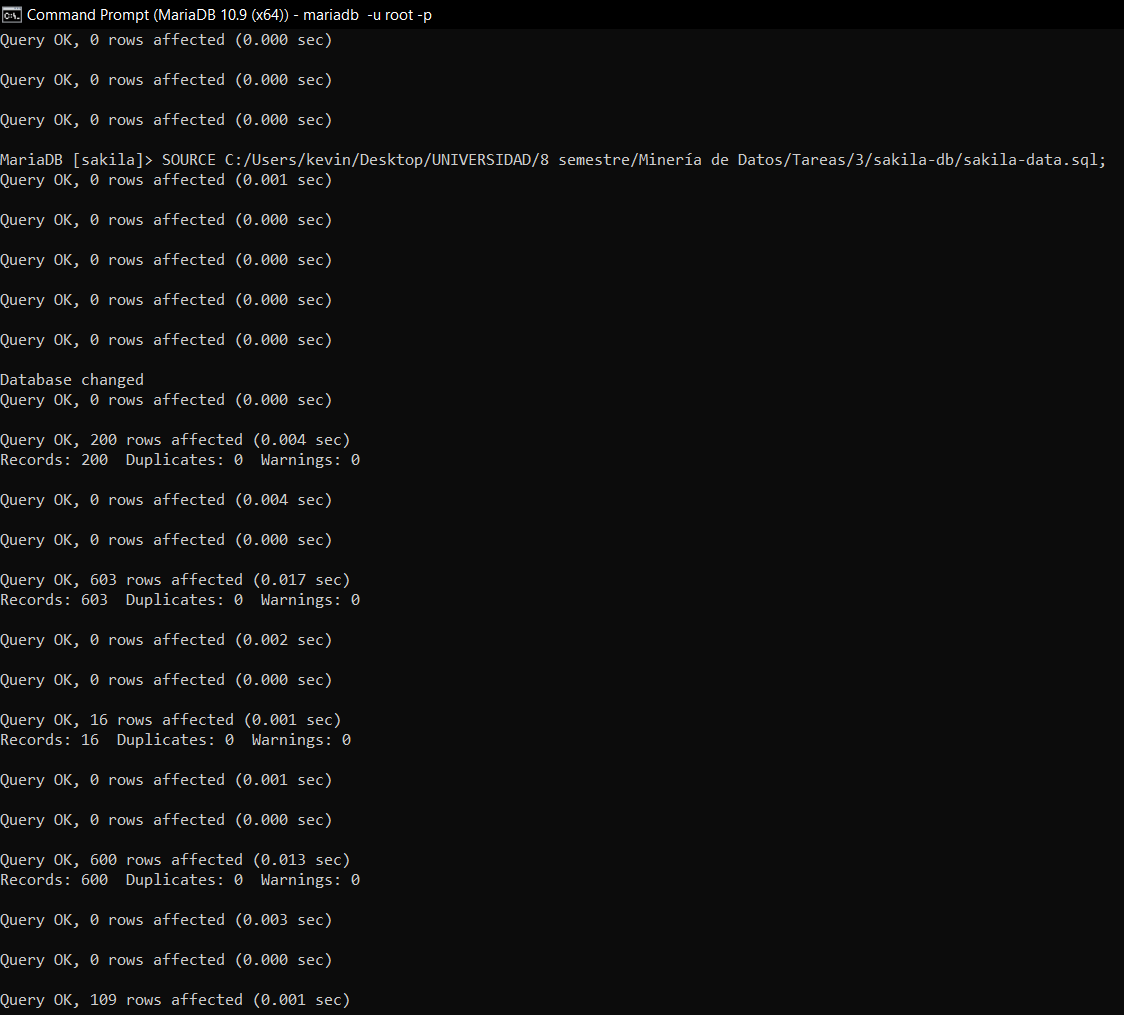 Command Prompt (MariaDB 10.9 (x64)) - mariadb -u root -p
Query OK, 0 rows affected (0.000 sec)
Query OK, 0 rows affected (0.000 sec)
Query OK, 0 rows affected (0.000 sec)
MariaDB [sakila]> SOURCE C:/Users/kevin/Desktop/UNIVERSIDAD/8 semestre/Minería de Datos/Tareas/3/sakila-db/sakila-data.sql;
Query OK, 0 rows affected (0.001 sec)
Query OK, 0 rows affected (0.000 sec)
Query OK, 0 rows affected (0.000 sec)
Query OK, 0 rows affected (0.000 sec)
Query OK, 0 rows affected (0.000 sec)
Database changed
Query OK, 0 rows affected (0.000 sec)
Query OK, 200 rows affected (0.004 sec)
Records: 200  Duplicates: 0  Warnings: 0
Query OK, 0 rows affected (0.004 sec)
Query OK, 0 rows affected (0.000 sec)
Query OK, 603 rows affected (0.017 sec)
Records: 603  Duplicates: 0  Warnings: 0
Query OK, 0 rows affected (0.002 sec)
Query OK, 0 rows affected (0.000 sec)
Query OK, 16 rows affected (0.001 sec)
Records: 16  Duplicates: 0  Warnings: 0
Query OK, 0 rows affected (0.001 sec)
Query OK, 0 rows affected (0.000 sec)
Query OK, 600 rows affected (0.013 sec)
Records: 600  Duplicates: 0  Warnings: 0
Query OK, 0 rows affected (0.003 sec)
Query OK, 0 rows affected (0.000 sec)
Query OK, 109 rows affected (0.001 sec)